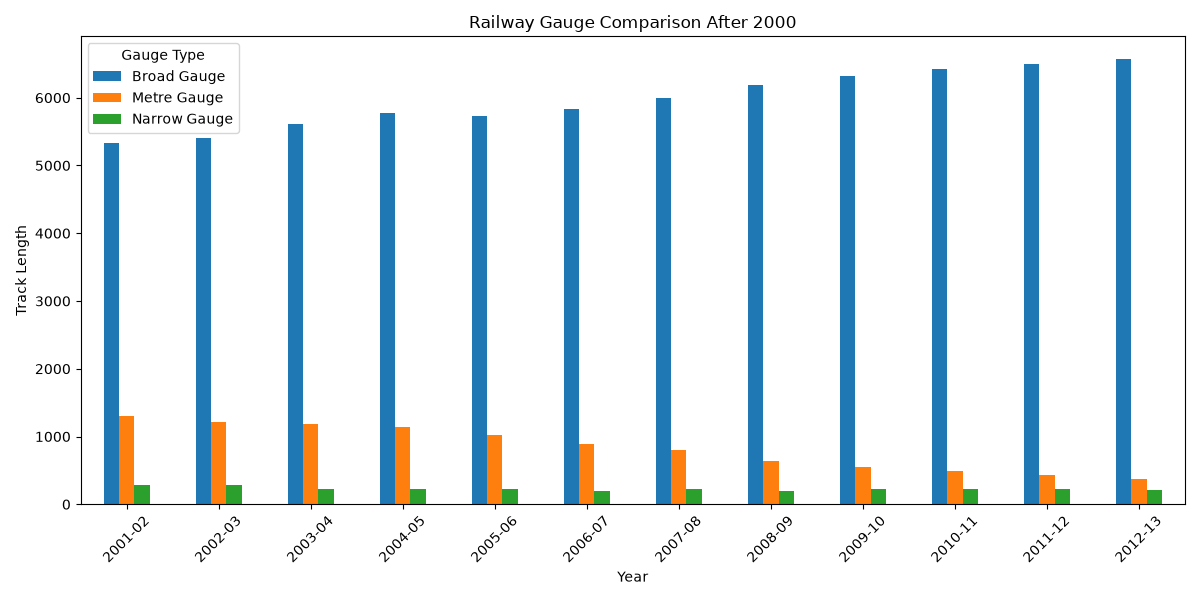 Railway Gauge Comparison After 2000
Gauge Type
Broad Gauge
Metre Gauge
Narrow Gauge
Track Length
6000
5000
4000
3000
2000
1000
0
2001-02
2002-03
2003-04
2004-05
2005-06
2006-07
2007-08
2008-09
2009-10
2010-11
2011-12
2012-13
Year